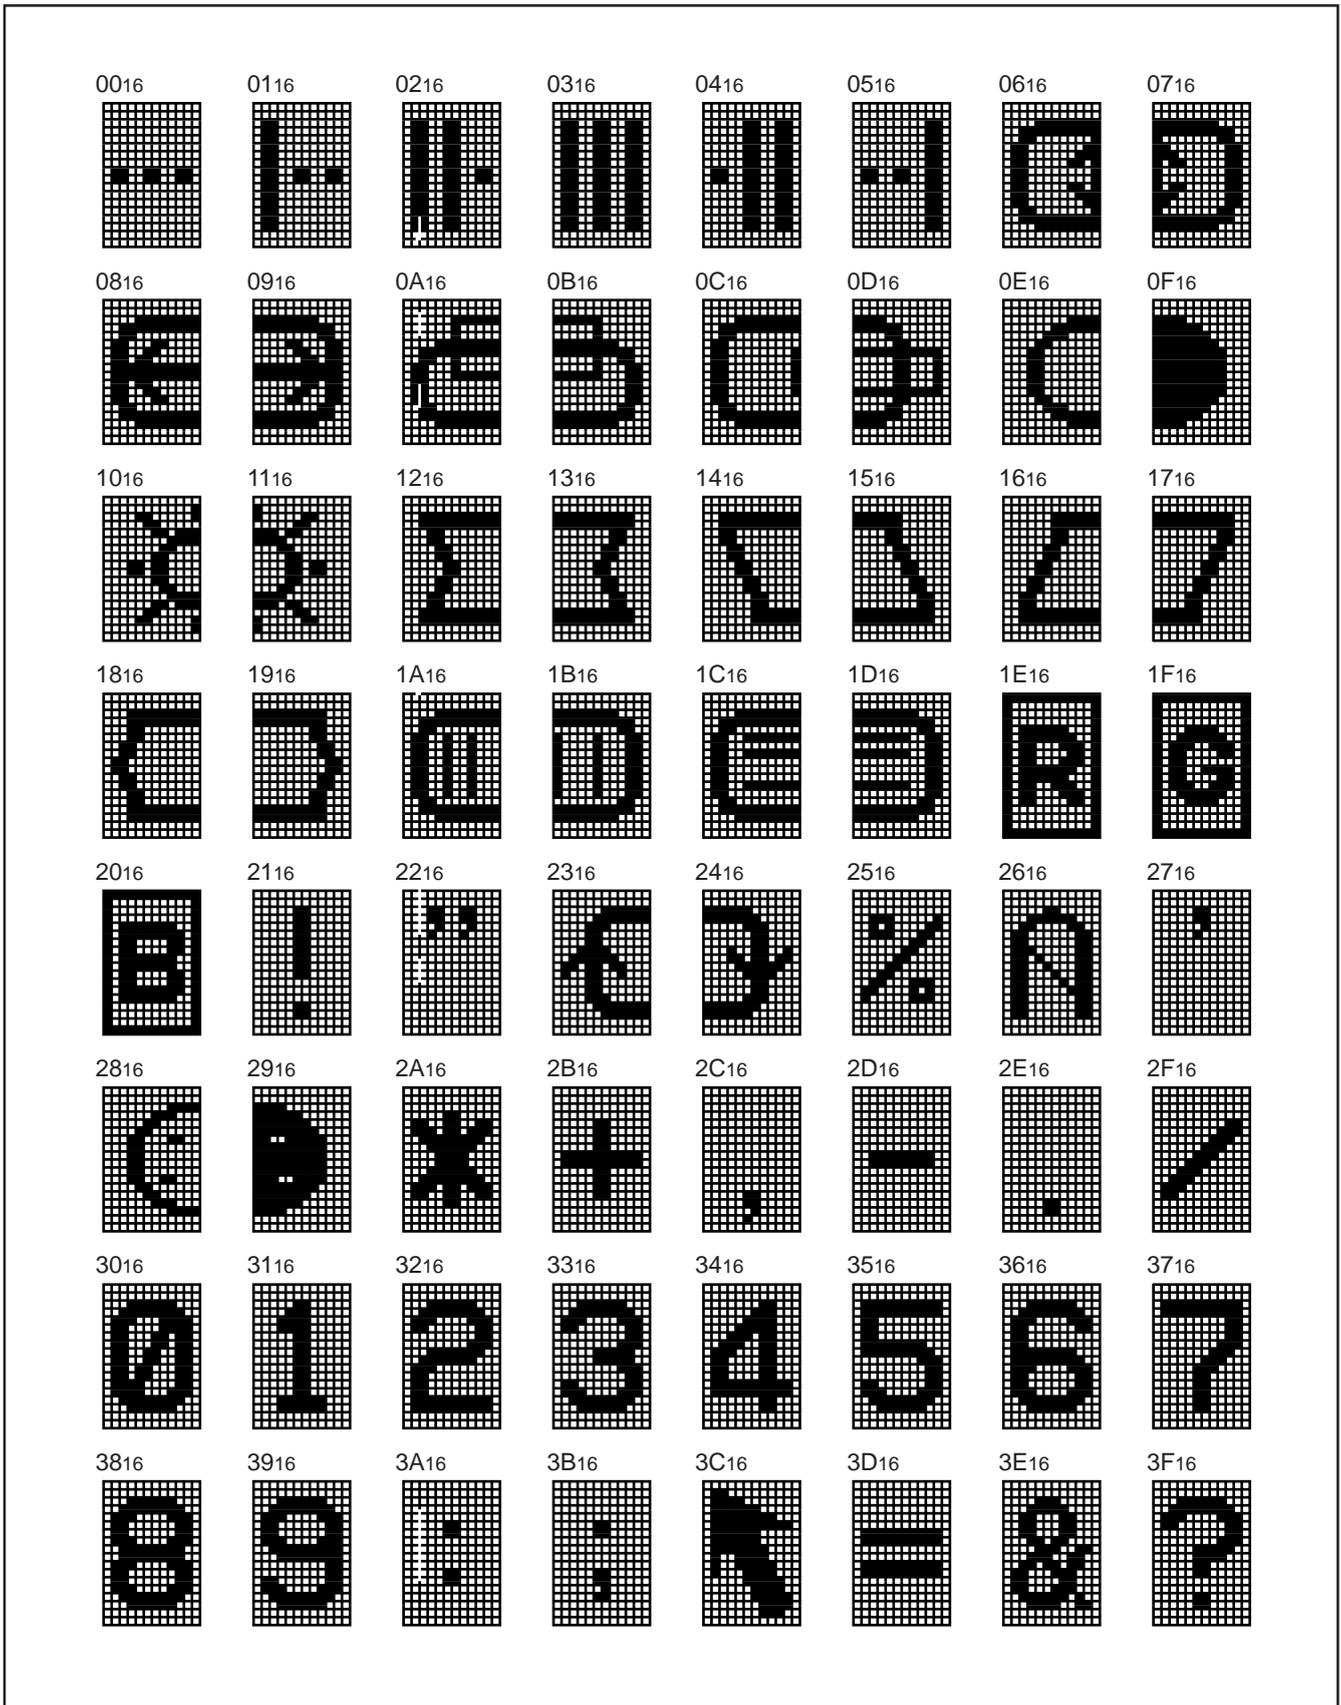 00₁₆ 01₁₆ 02₁₆ 03₁₆ 04₁₆ 05₁₆ 06₁₆ 07₁₆
08₁₆ 09₁₆ 0A₁₆ 0B₁₆ 0C₁₆ 0D₁₆ 0E₁₆ 0F₁₆
10₁₆ 11₁₆ 12₁₆ 13₁₆ 14₁₆ 15₁₆ 16₁₆ 17₁₆
18₁₆ 19₁₆ 1A₁₆ 1B₁₆ 1C₁₆ 1D₁₆ 1E₁₆ 1F₁₆
R G
20₁₆ 21₁₆ 22₁₆ 23₁₆ 24₁₆ 25₁₆ 26₁₆ 27₁₆
B ! ” % ’
28₁₆ 29₁₆ 2A₁₆ 2B₁₆ 2C₁₆ 2D₁₆ 2E₁₆ 2F₁₆
* + , - . /
30₁₆ 31₁₆ 32₁₆ 33₁₆ 34₁₆ 35₁₆ 36₁₆ 37₁₆
0 1 2 3 4 5 6 7
38₁₆ 39₁₆ 3A₁₆ 3B₁₆ 3C₁₆ 3D₁₆ 3E₁₆ 3F₁₆
8 9 : ; = & ?